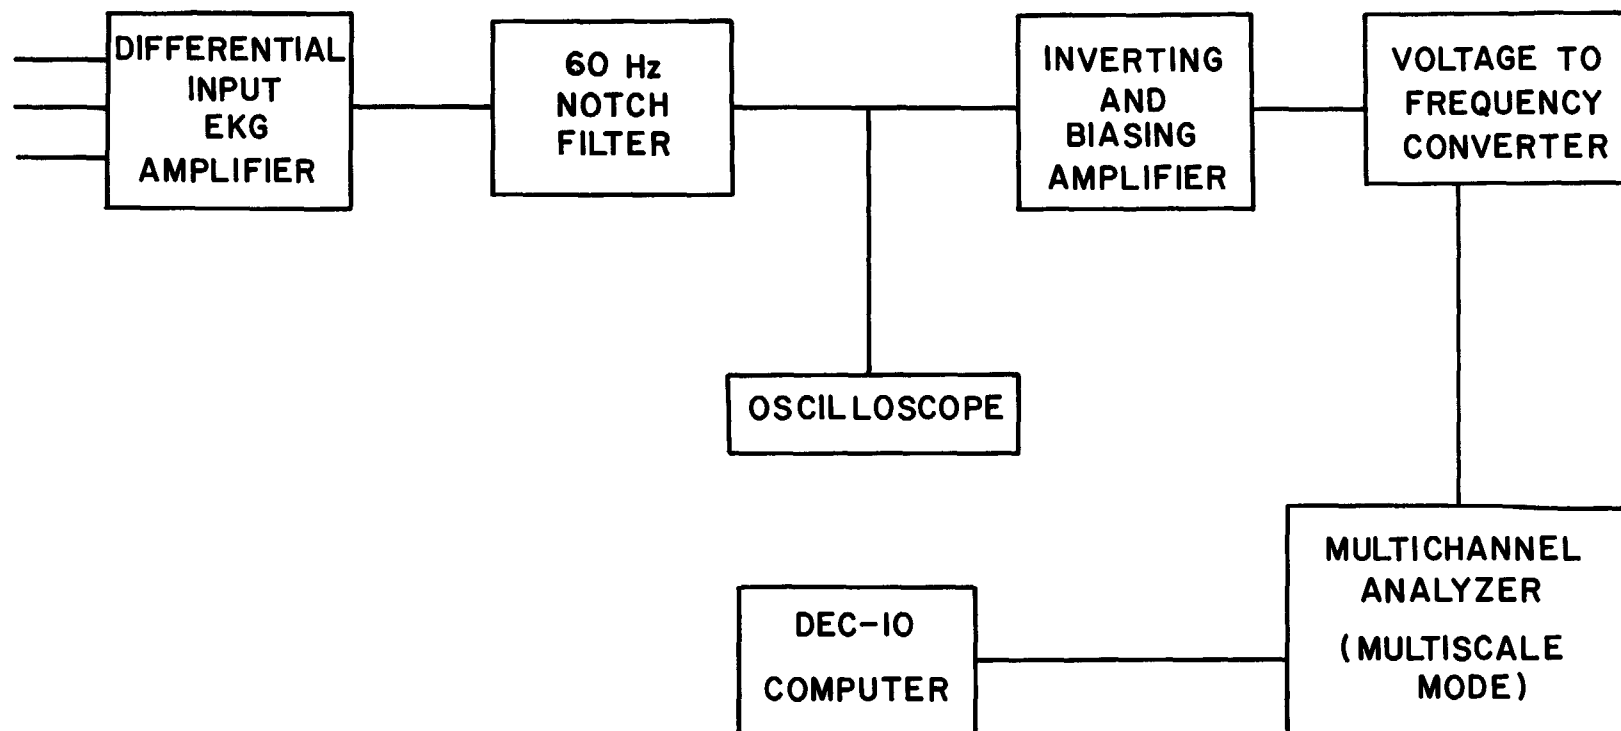 DIFFERENTIAL
INPUT
EKG
AMPLIFIER
60 Hz
NOTCH
FILTER
INVERTING
AND
BIASING
AMPLIFIER
VOLTAGE TO
FREQUENCY
CONVERTER
OSCILLOSCOPE
MULTICHANNEL
ANALYZER
(MULTISCALE
MODE)
DEC-10
COMPUTER